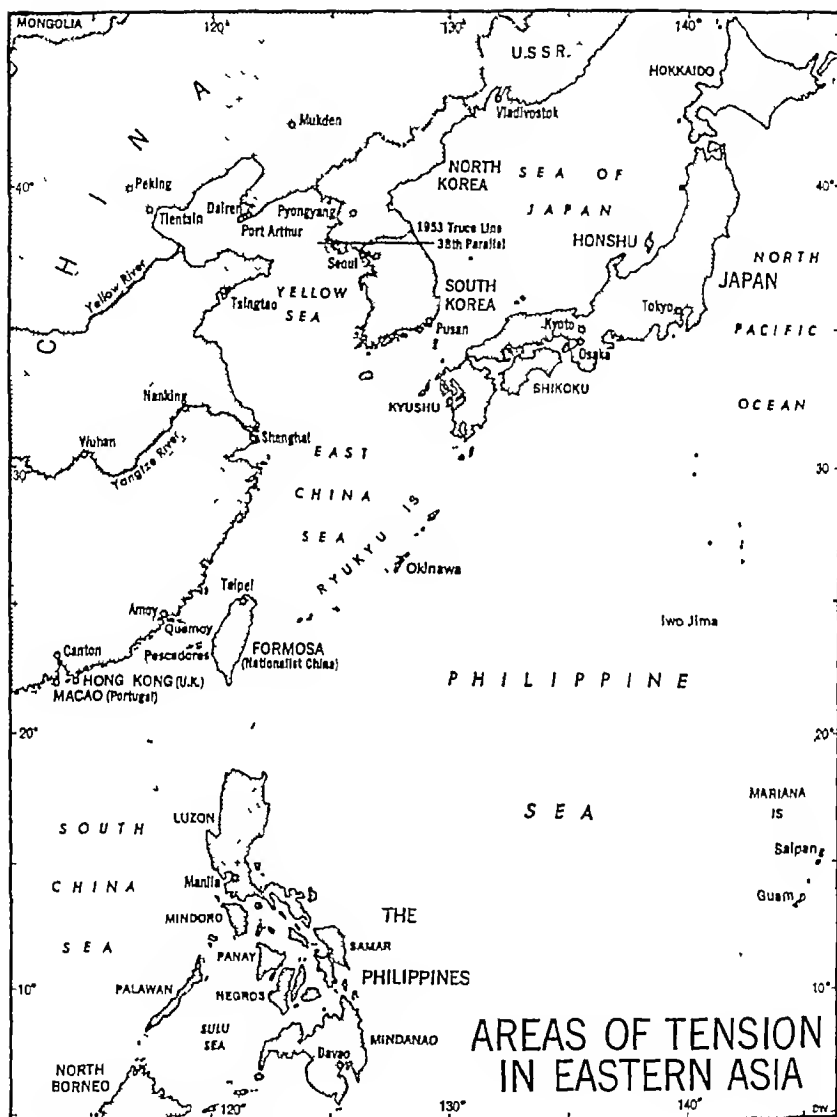 MONGOLIA
120°
130°
140°
U.S.S.R.
HOKKAIDO
CHINA
Mukden
Vladivostok
40°
Peking
Tientsin
Dairen
Port Arthur
Pyongyang
NORTH
KOREA
SEA OF
JAPAN
40°
1953 Truce Line
38th Parallel
HONSHU
Seoul
NORTH
JAPAN
Yellow River
Tsingtao
YELLOW
SEA
SOUTH
KOREA
Pusan
Kyoto
Tokyo
PACIFIC
Osaka
SHIKOKU
KYUSHU
OCEAN
Nanking
Wuhan
Yangtze River
Shanghai
30
EAST
CHINA
SEA
30
RYUKYU IS
Okinawa
Taipei
Amoy
Quemoy
Iwo Jima
Canton
Pescadores
FORMOSA
(Nationalist China)
HONG KONG (U.K.)
MACAO (Portugal)
PHILIPPINE
20°
20°
SEA
MARIANA
IS
LUZON
SOUTH
Saipan
CHINA
Manila
Guam
MINDORO
THE
SEA
PANAY
SAMAR
PHILIPPINES
PALAWAN
NEGROS
10°
10°
SULU
SEA
MINDANAO
Davao
AREAS OF TENSION
IN EASTERN ASIA
NORTH
BORNEO
120°
130°
140°
DW